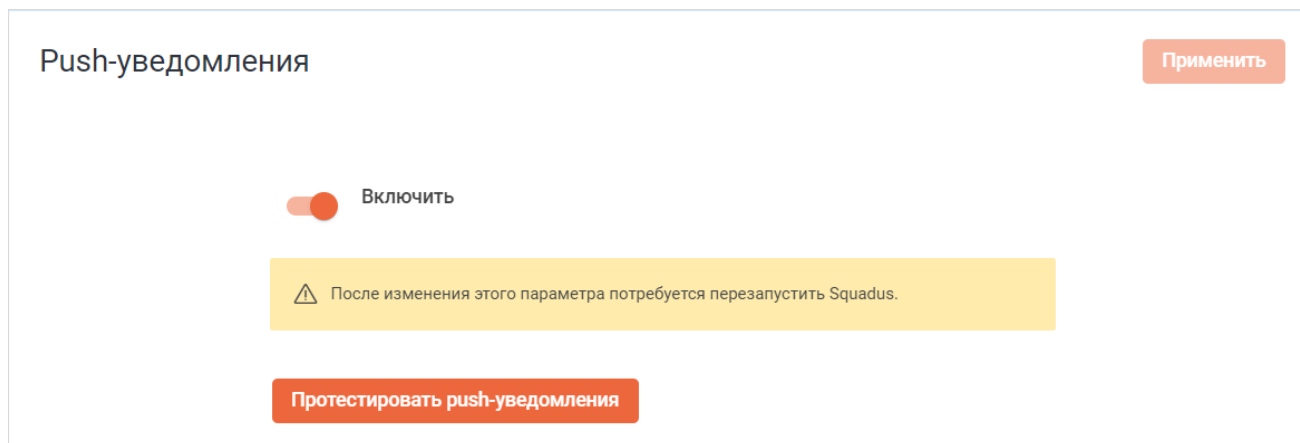 Push-уведомления
Применить
Включить
После изменения этого параметра потребуется перезапустить Squadus.
Протестировать push-уведомления